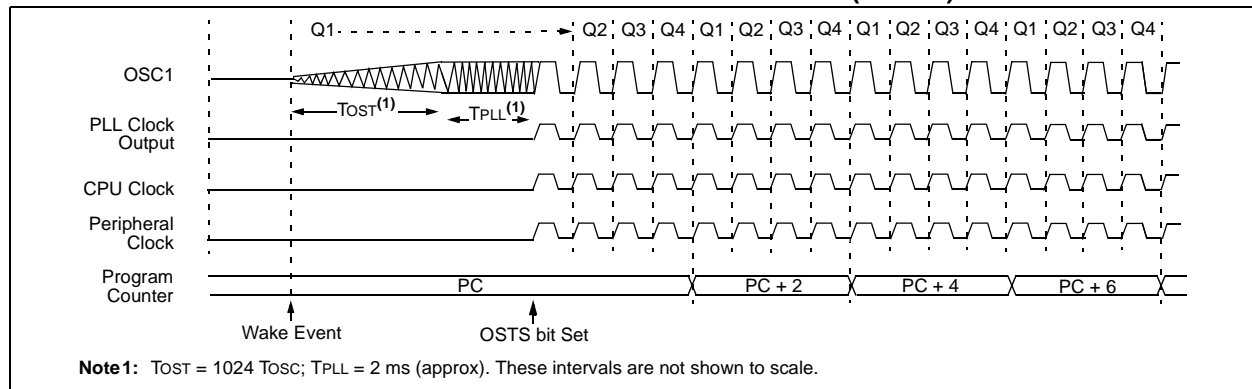 Q1 Q2 Q3 Q4 Q1 Q2 Q3 Q4 Q1 Q2 Q3 Q4 Q1 Q2 Q3 Q4
OSC1
TOST(1) TPLL(1)
PLL Clock
Output
CPU Clock
Peripheral
Clock
Program
Counter
PC PC + 2 PC + 4 PC + 6
Wake Event OSTS bit Set
Note1: TOST = 1024 TOSC; TPLL = 2 ms (approx). These intervals are not shown to scale.